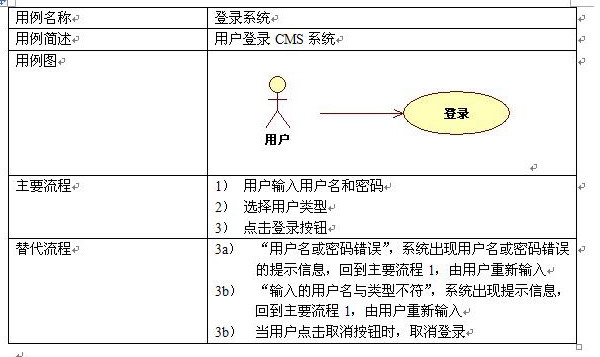 用例名称 登录系统
用例简述 用户登录 CMS 系统
用例图
用户 登录
主要流程 1） 用户输入用户名和密码
2） 选择用户类型
3） 点击登录按钮
替代流程 3a） “用户名或密码错误”，系统出现用户名或密码错误
的提示信息，回到主要流程 1，由用户重新输入
3b） “输入的用户名与类型不符”，系统出现提示信息，
回到主要流程 1，由用户重新输入
3b） 当用户点击取消按钮时，取消登录